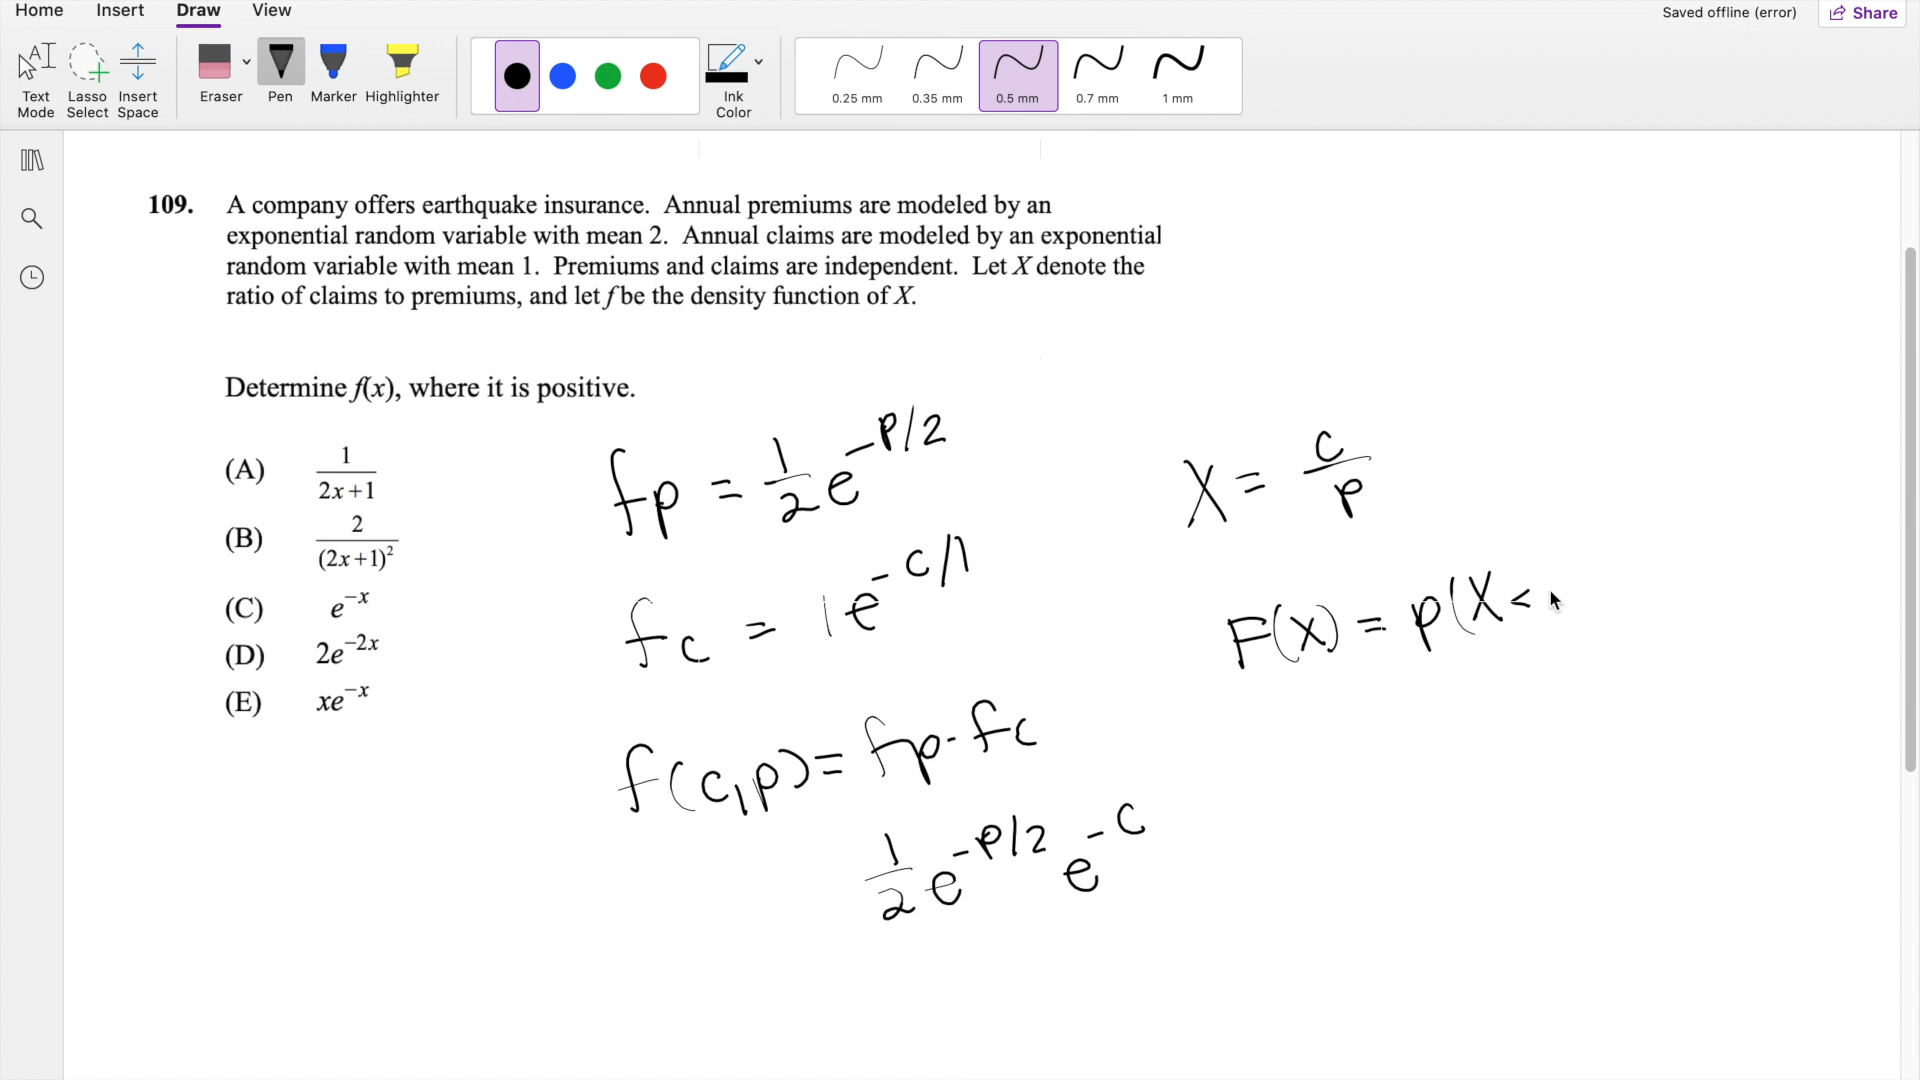 Home Insert Draw View
Saved offline (error) Share
Text Mode
Lasso Select
Insert Space
Eraser
Pen
Marker
Highlighter
Ink Color
0.25 mm
0.35 mm
0.5 mm
0.7 mm
1 mm
109. A company offers earthquake insurance. Annual premiums are modeled by an
exponential random variable with mean 2. Annual claims are modeled by an exponential
random variable with mean 1. Premiums and claims are independent. Let X denote the
ratio of claims to premiums, and let f be the density function of X.
Determine f(x), where it is positive.
(A) 1/(2x+1)
(B) 2/(2x+1)²
(C) e^(-x)
(D) 2e^(-2x)
(E) xe^(-x)
fp = 1/2 e^(-p/2)
fc = 1e^(-c/1)
f(c,p) = fp · fc
1/2 e^(-p/2) e^(-c)
X = c/p
F(x) = p(X <